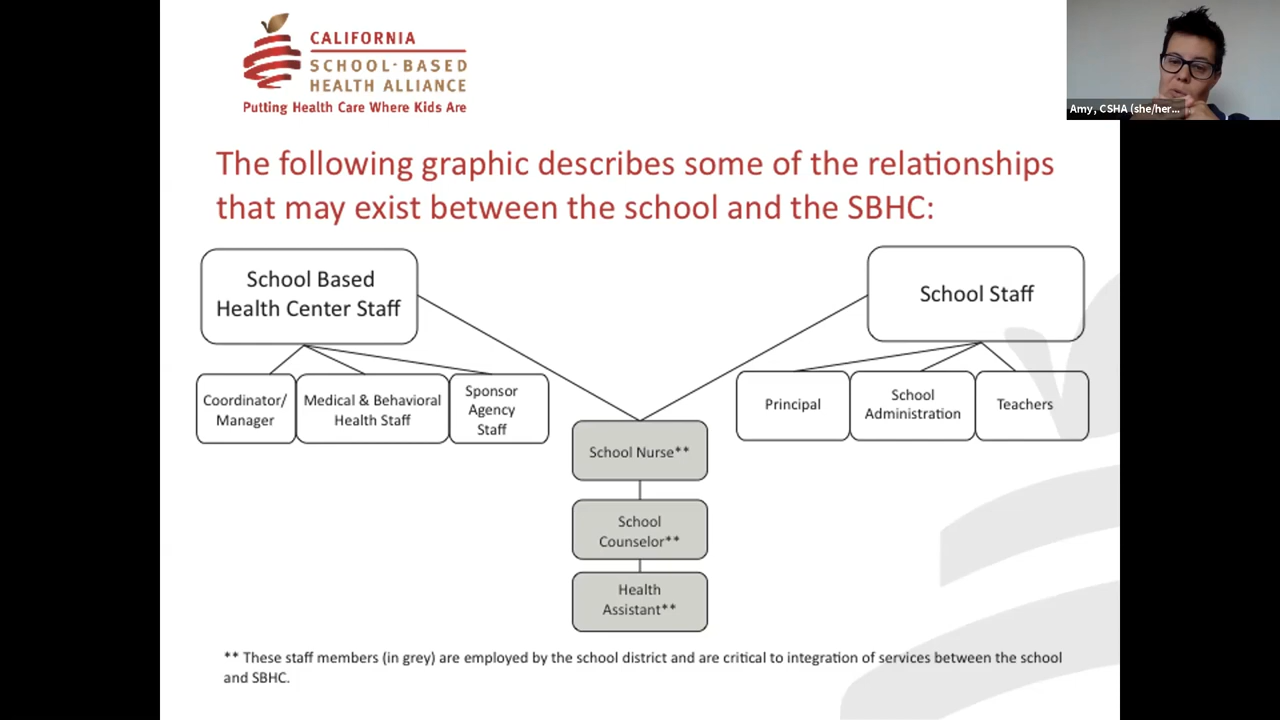 CALIFORNIA
SCHOOL-BASED
HEALTH ALLIANCE
Putting Health Care Where Kids Are
Amy, CSHA (she/her...
The following graphic describes some of the relationships
that may exist between the school and the SBHC:
School Based
Health Center Staff
School Staff
Coordinator/
Manager
Medical & Behavioral
Health Staff
Sponsor
Agency
Staff
Principal
School
Administration
Teachers
School Nurse**
School
Counselor**
Health
Assistant**
** These staff members (in grey) are employed by the school district and are critical to integration of services between the school
and SBHC.